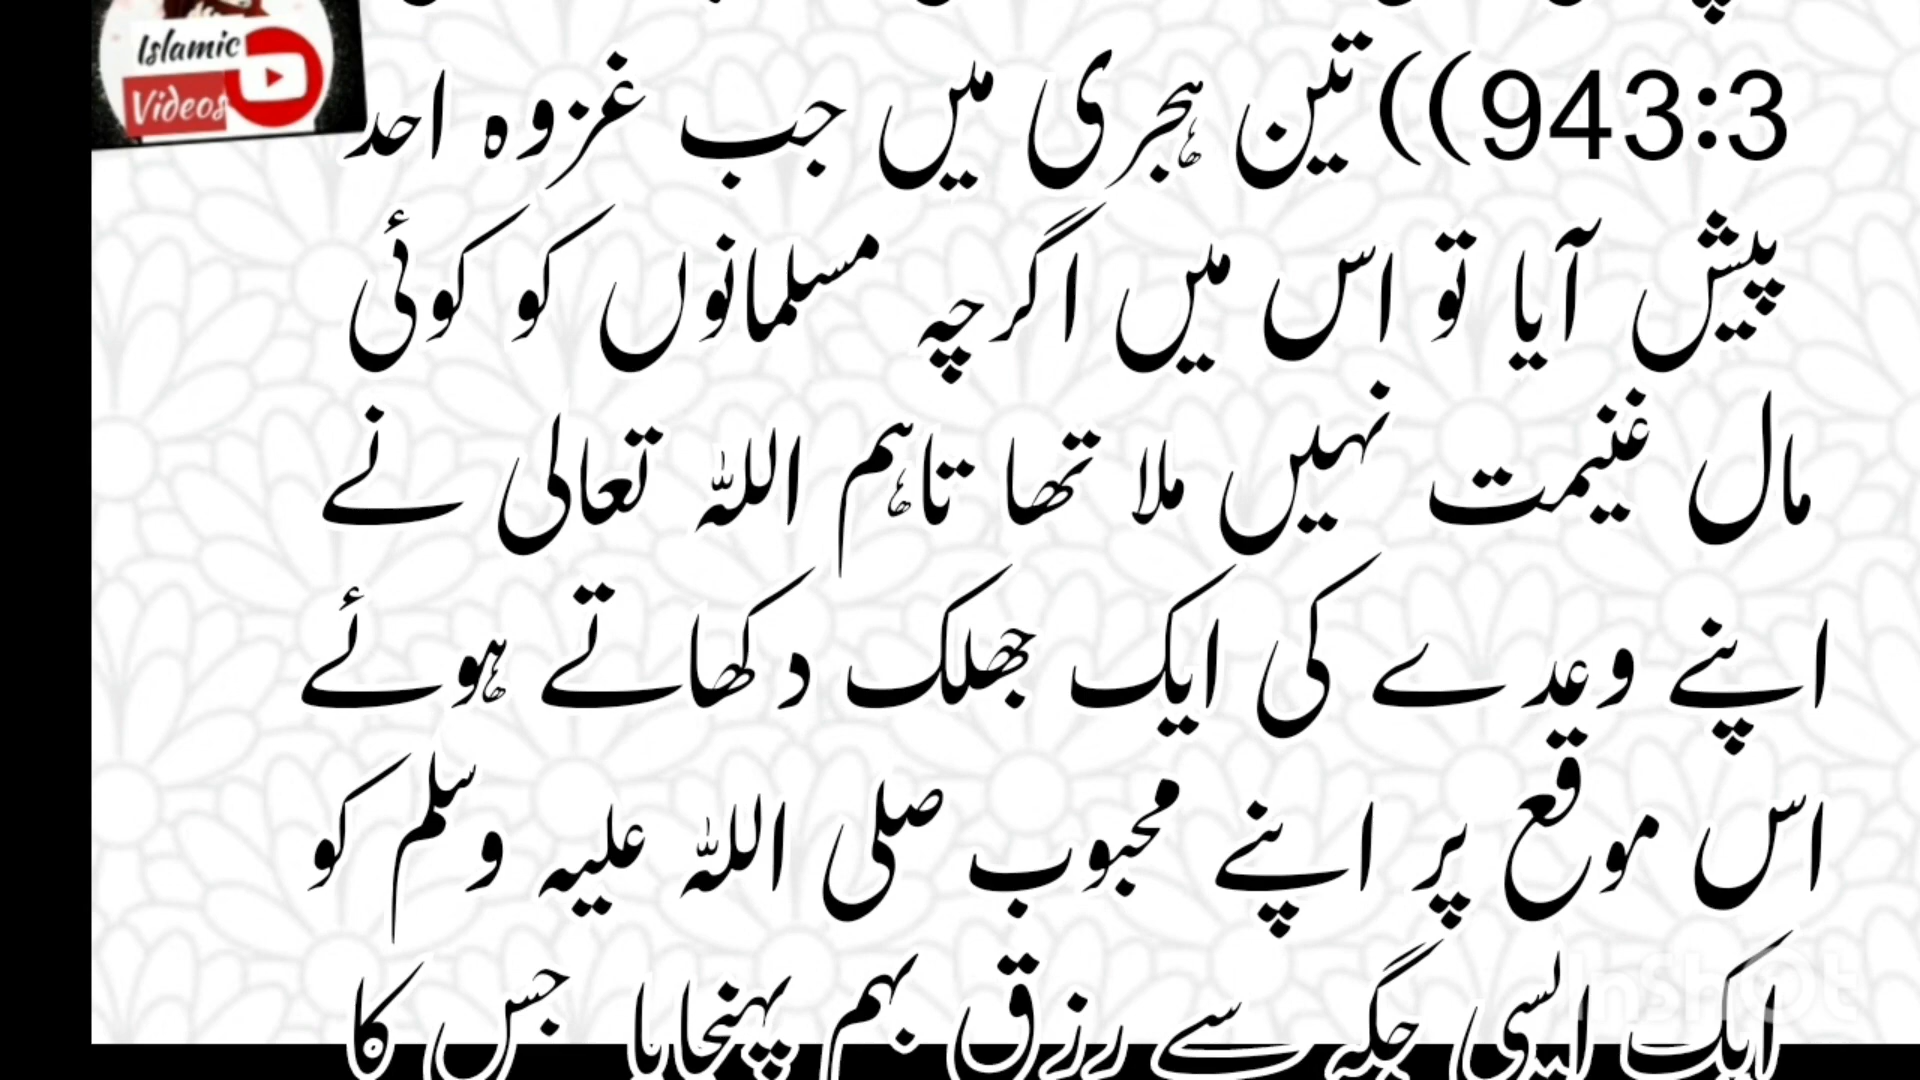 Islamic
Videos
943:3))تین ہجری میں جب غزوہ احد
پیش آیا تو اس میں اگرچہ مسلمانوں کو کوئی
مال غنیمت نہیں ملا تھا تاہم اللہ تعالی نے
اپنے وعدے کی ایک جھلک دکھاتے ہوئے
اس موقع پر اپنے محبوب صلی اللہ علیہ وسلم کو
ایک ایسی جگہ سے رزق بہم پہنچایا جس کا
InShOt